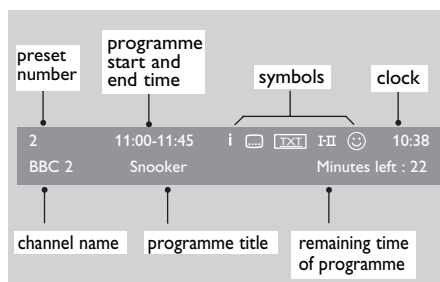 preset
number
programme
start and
end time
symbols
clock
2 11:00-11:45 i .... TXT I-II 10:38
BBC 2 Snooker Minutes left : 22
channel name
programme title
remaining time
of programme